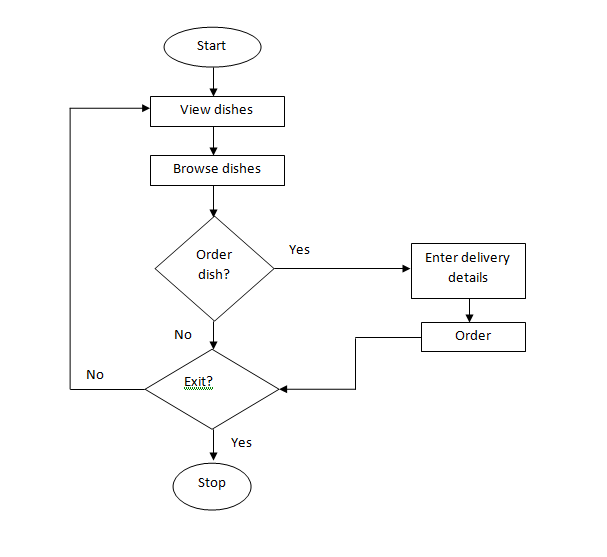 Start
View dishes
Browse dishes
Order
dish?
Yes
Enter delivery
details
No
Order
No
Exit?
Yes
Stop